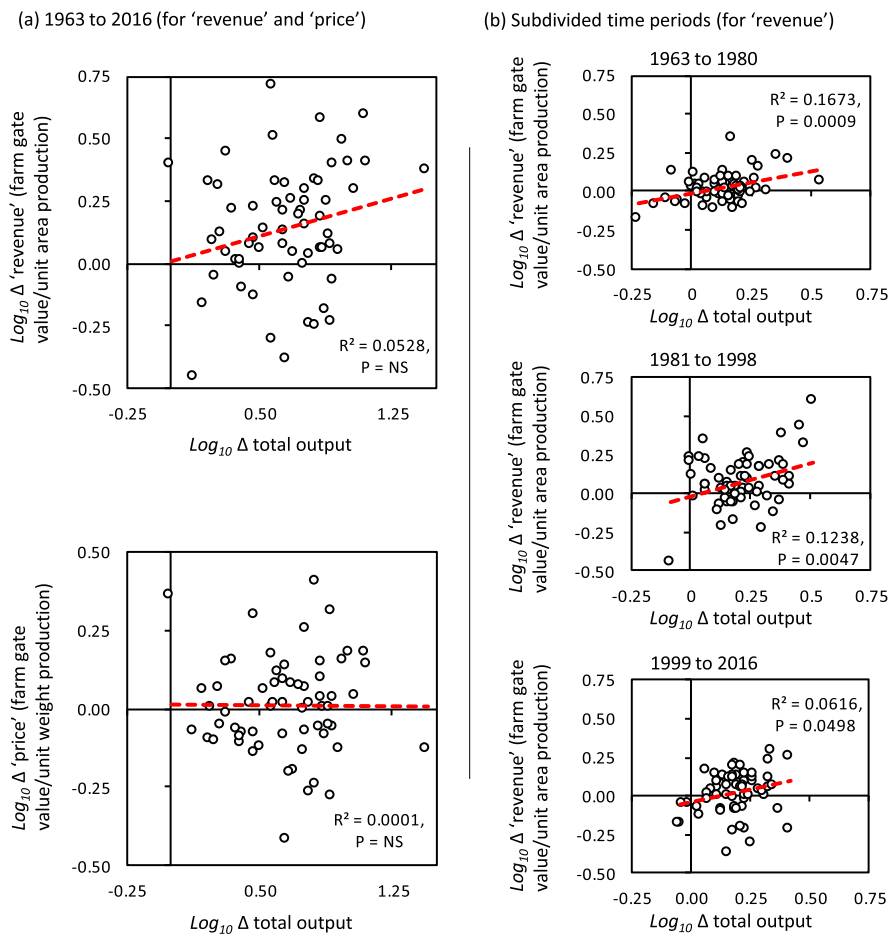 (a) 1963 to 2016 (for ‘revenue’ and ‘price’)
Log10 Δ ‘revenue’ (farm gate
value/unit area production)
0.75
0.50
0.25
0.00
-0.25
-0.50
R² = 0.0528,
P = NS
-0.25
0.50
1.25
Log10 Δ total output
Log10 Δ ‘price’ (farm gate
value/unit weight production)
0.50
0.25
0.00
-0.25
-0.50
R² = 0.0001,
P = NS
-0.25
0.50
1.25
Log10 Δ total output
(b) Subdivided time periods (for ‘revenue’)
1963 to 1980
Log10 Δ ‘revenue’ (farm gate
value/unit area production)
0.75
0.50
0.25
0.00
-0.25
-0.50
R² = 0.1673,
P = 0.0009
-0.25
0.00
0.25
0.50
0.75
Log10 Δ total output
1981 to 1998
Log10 Δ ‘revenue’ (farm gate
value/unit area production)
0.75
0.50
0.25
0.00
-0.25
-0.50
R² = 0.1238,
P = 0.0047
-0.25
0.00
0.25
0.50
0.75
Log10 Δ total output
1999 to 2016
Log10 Δ ‘revenue’ (farm gate
value/unit area production)
0.75
0.50
0.25
0.00
-0.25
-0.50
R² = 0.0616,
P = 0.0498
-0.25
0.00
0.25
0.50
0.75
Log10 Δ total output